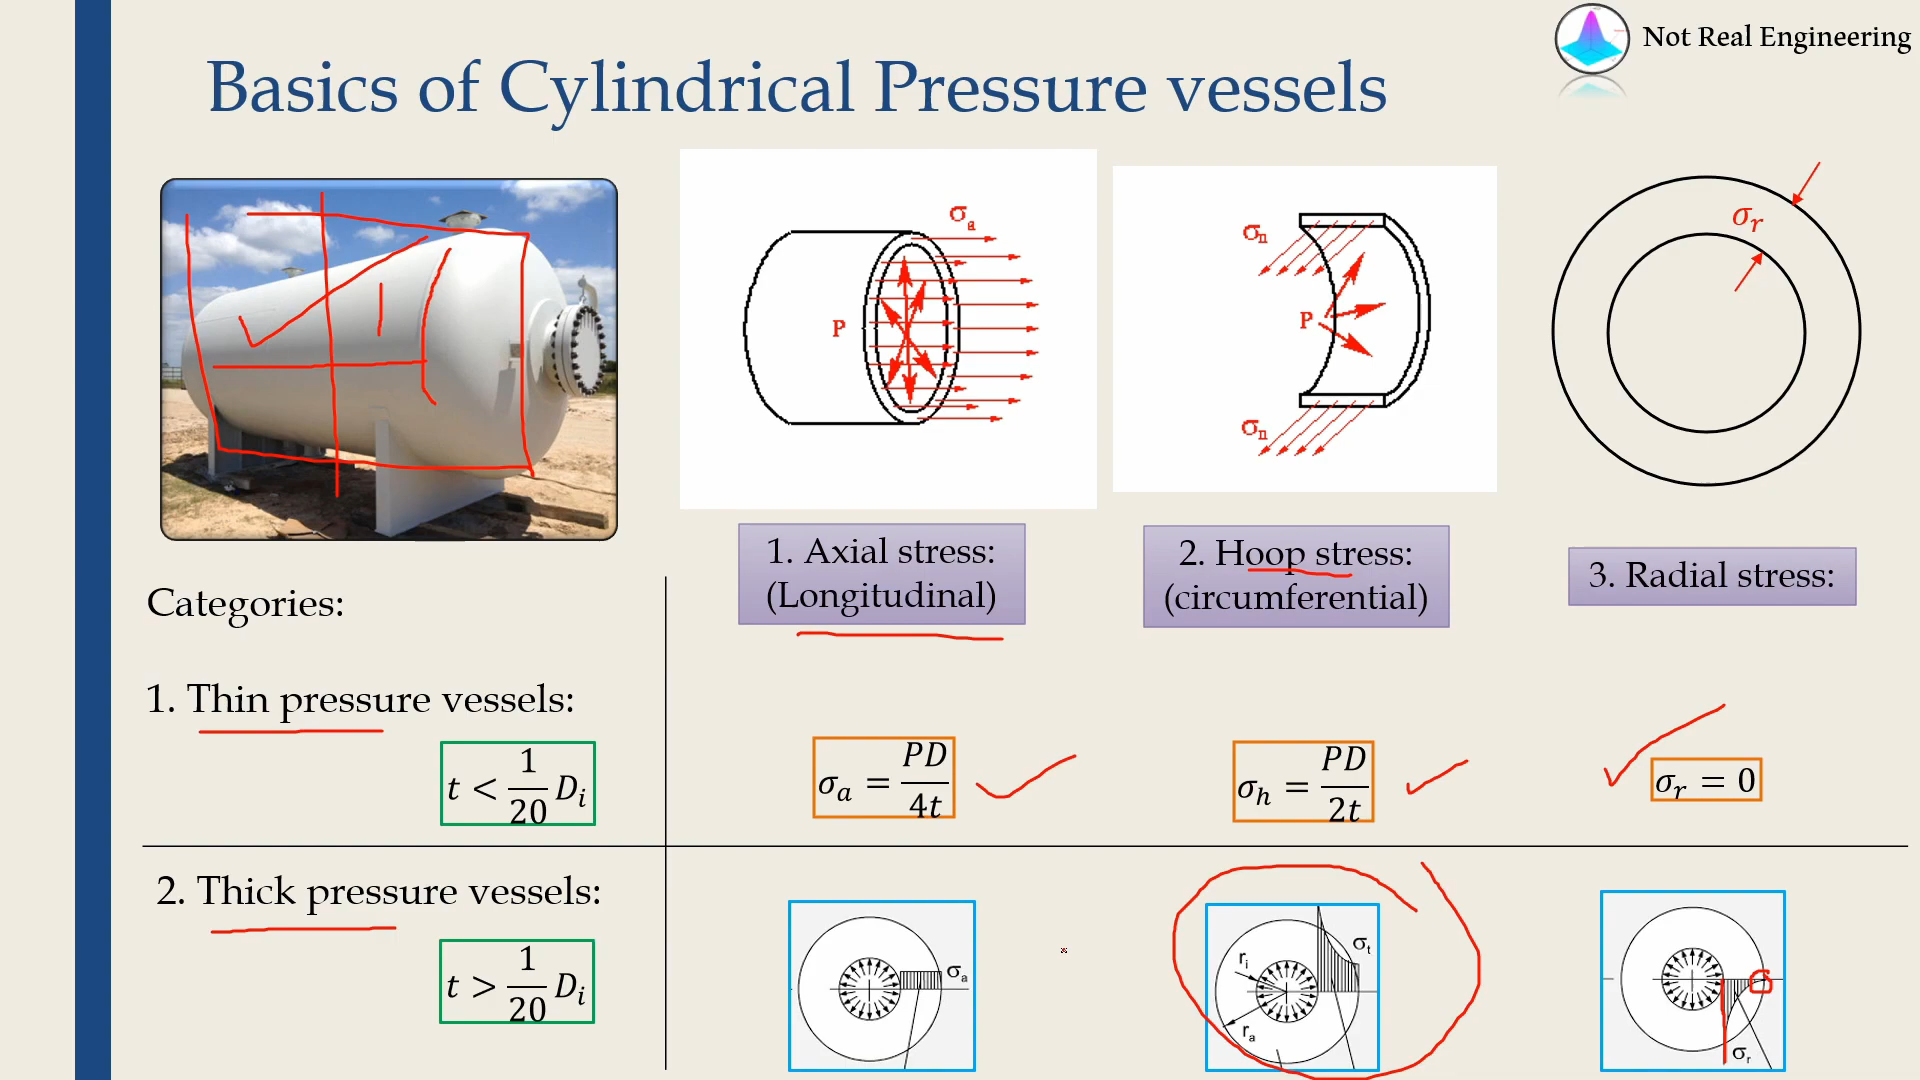 Not Real Engineering
Basics of Cylindrical Pressure vessels
σa
P
σn
P
σn
σr
1. Axial stress:
(Longitudinal)
2. Hoop stress:
(circumferential)
3. Radial stress:
Categories:
1. Thin pressure vessels:
t < 1/20 Di
σa = PD/4t
σh = PD/2t
σr = 0
2. Thick pressure vessels:
t > 1/20 Di
σa
ri
ra
σt
σr